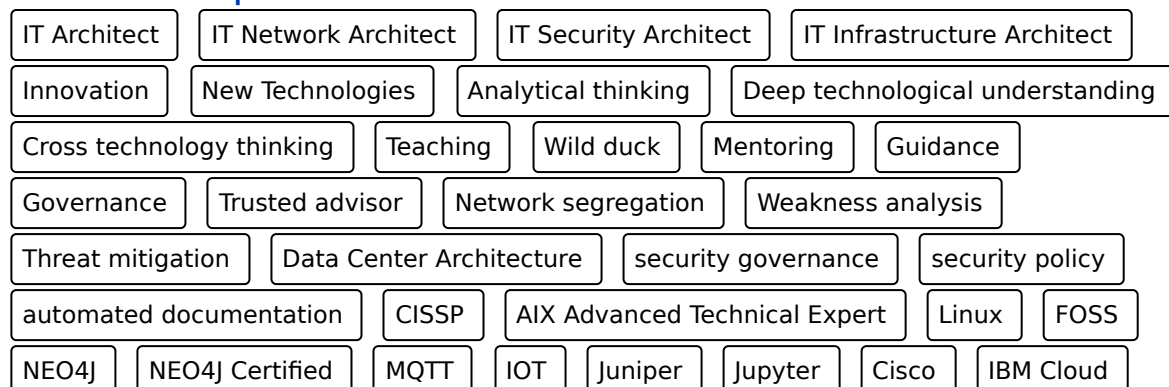 IT Architect IT Network Architect IT Security Architect IT Infrastructure Architect
Innovation New Technologies Analytical thinking Deep technological understanding
Cross technology thinking Teaching Wild duck Mentoring Guidance
Governance Trusted advisor Network segregation Weakness analysis
Threat mitigation Data Center Architecture security governance security policy
automated documentation CISSP AIX Advanced Technical Expert Linux FOSS
NEO4J NEO4J Certified MQTT IOT Juniper Jupyter Cisco IBM Cloud